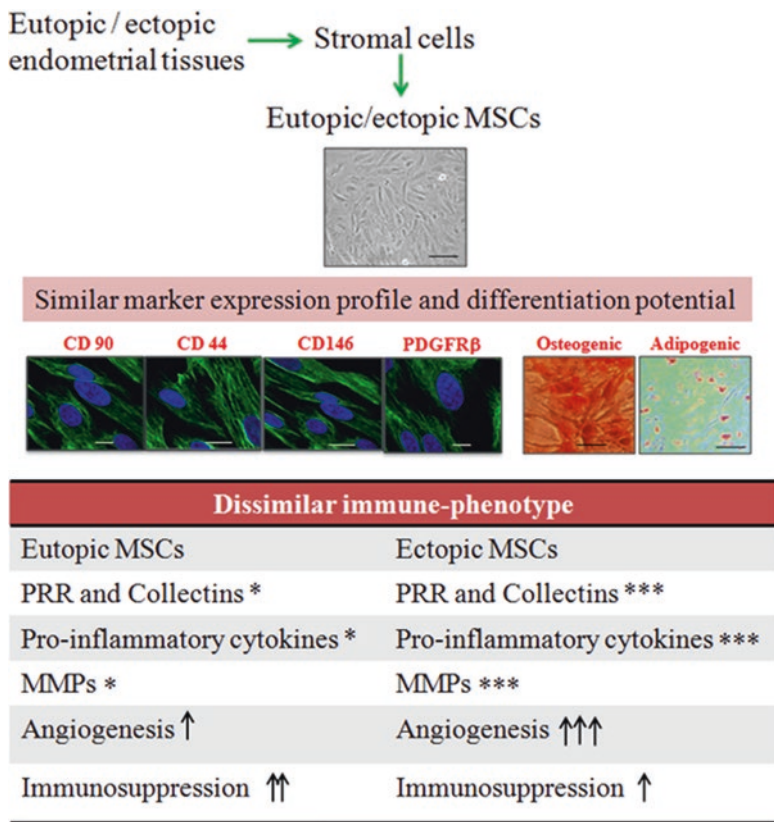 Eutopic / ectopic
endometrial tissues
Stromal cells
Eutopic/ectopic MSCs
Similar marker expression profile and differentiation potential
CD 90 CD 44 CD146 PDGFRβ Osteogenic Adipogenic
Dissimilar immune-phenotype
Eutopic MSCs Ectopic MSCs
PRR and Collectins * PRR and Collectins ***
Pro-inflammatory cytokines * Pro-inflammatory cytokines ***
MMPs * MMPs ***
Angiogenesis ↑ Angiogenesis ↑↑↑
Immunosuppression ↑↑ Immunosuppression ↑